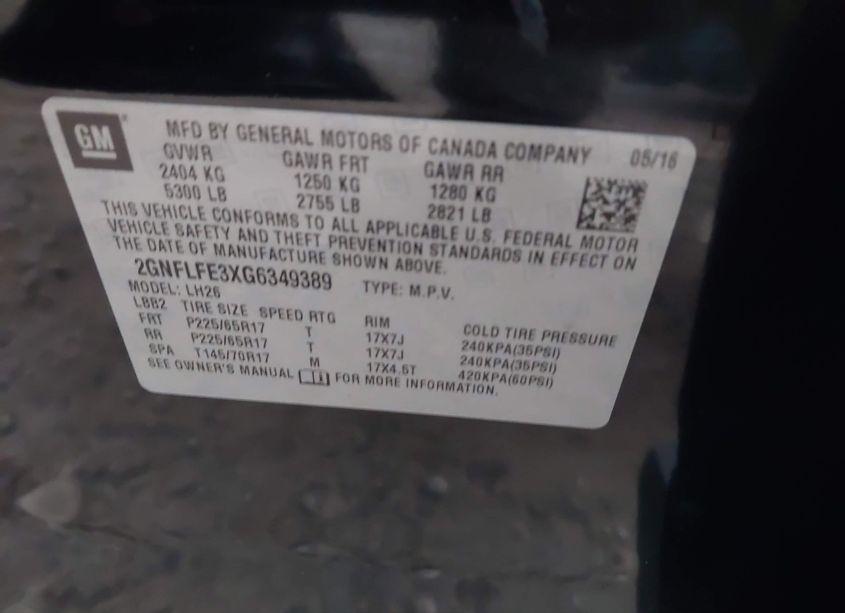 GM
MFD BY GENERAL MOTORS OF CANADA COMPANY 05/16
GVWR GAWR FRT GAWR RR
2404 KG 1250 KG 1280 KG
5300 LB 2755 LB 2821 LB
THIS VEHICLE CONFORMS TO ALL APPLICABLE U.S. FEDERAL MOTOR
VEHICLE SAFETY AND THEFT PREVENTION STANDARDS IN EFFECT ON
THE DATE OF MANUFACTURE SHOWN ABOVE.
2GNFLFE3XG6349389 TYPE: M.P.V.
MODEL: LH26
LBB2 TIRE SIZE SPEED RTG RIM COLD TIRE PRESSURE
FRT P225/65R17 T 17X7J 240KPA(35PSI)
RR P225/65R17 T 17X7J 240KPA(35PSI)
SPA T145/70R17 M 17X4.5T 420KPA(60PSI)
SEE OWNER'S MANUAL FOR MORE INFORMATION.